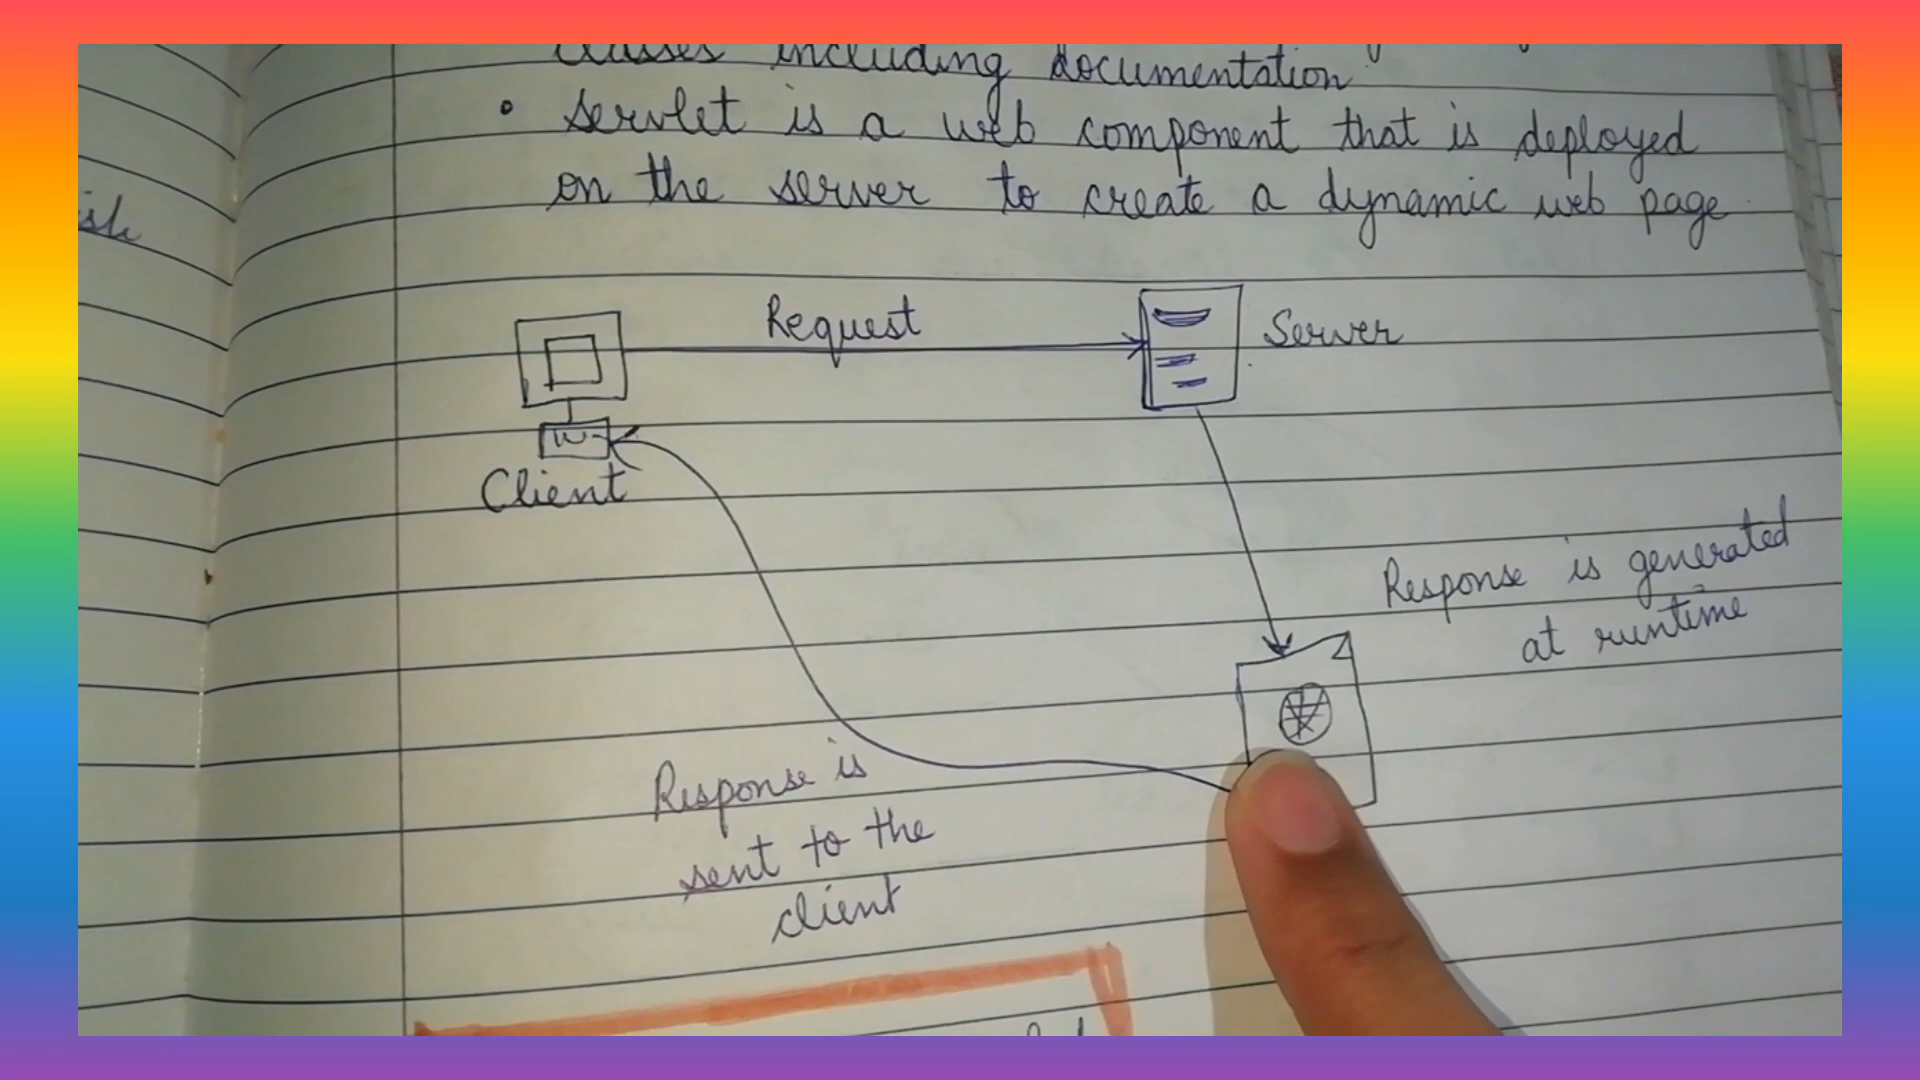 classes including documentation
• servlet is a web component that is deployed
on the server to create a dynamic web page.
Request
Server
Client
Response is generated
at runtime
Response is
sent to the
client